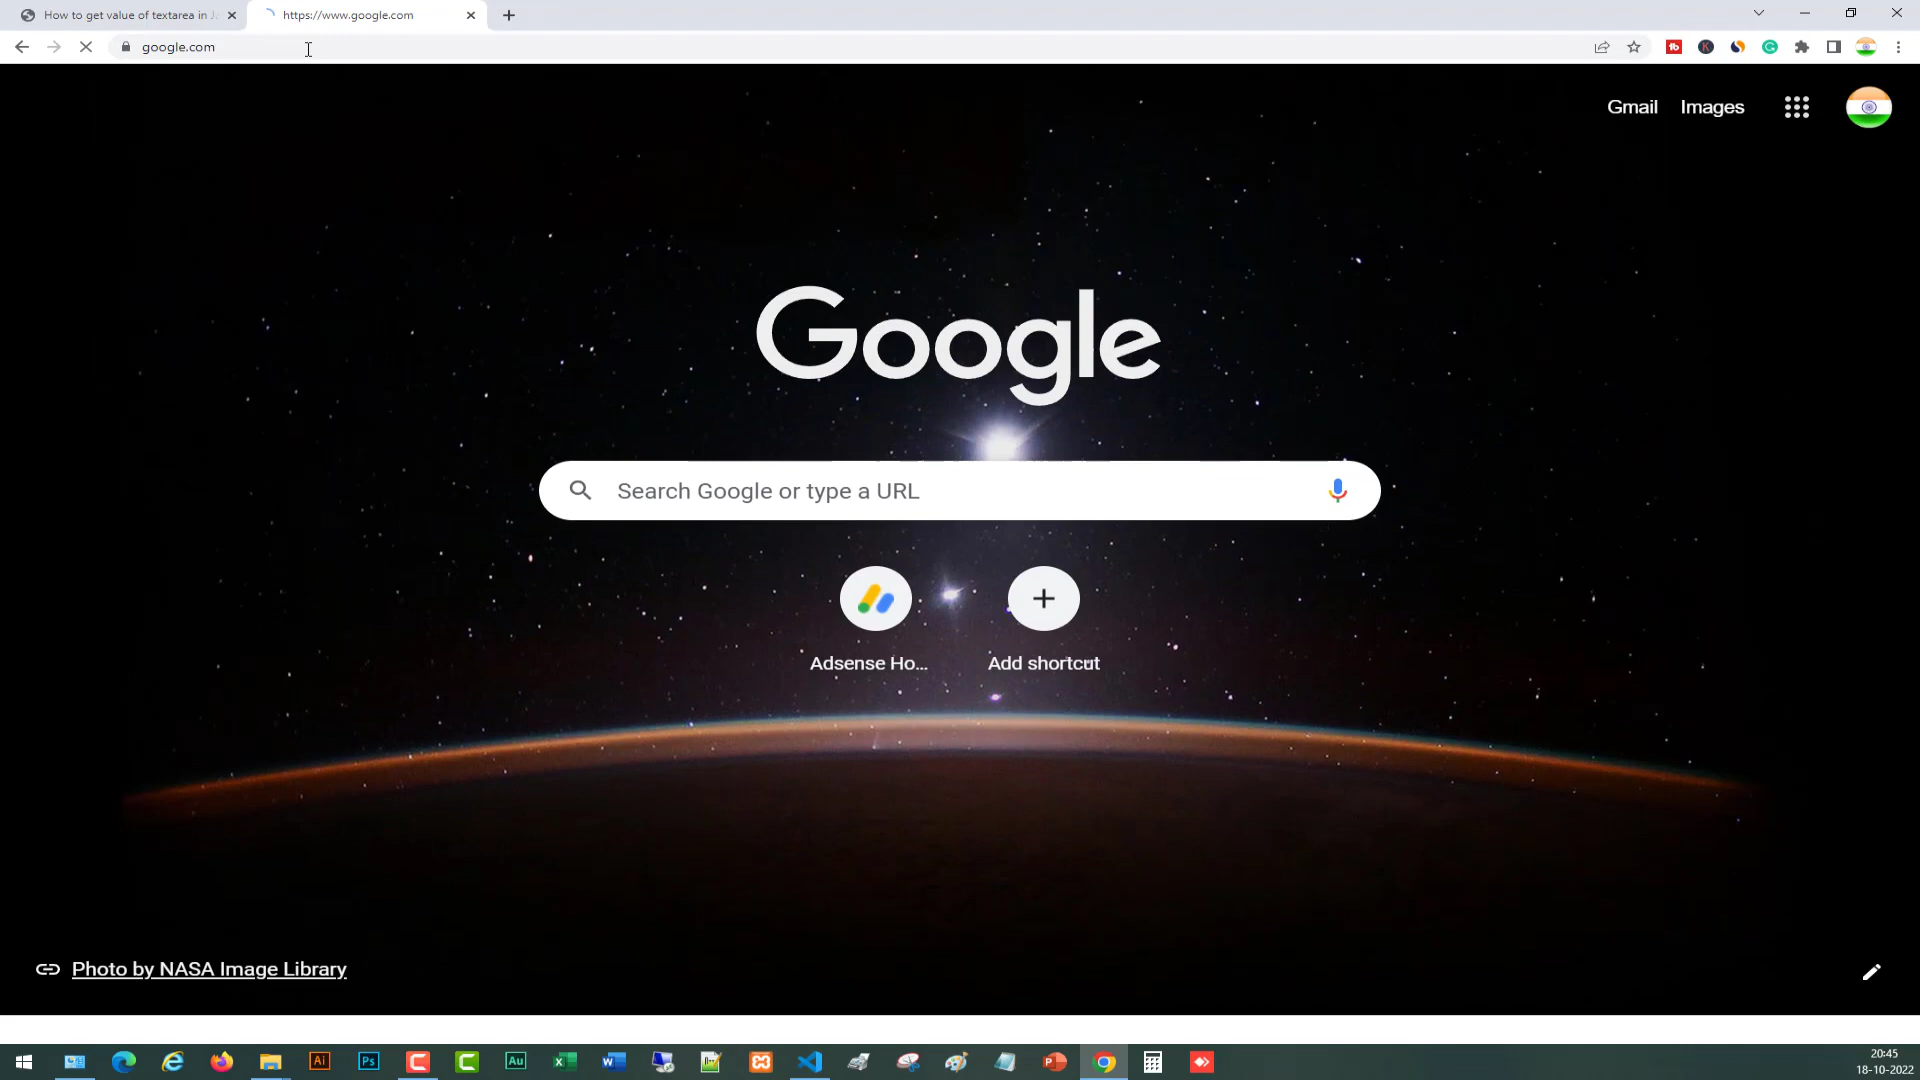 How to get value of textarea in J
https://www.google.com
google.com
Gmail Images
Google
Search Google or type a URL
Adsense Ho...
Add shortcut
Photo by NASA Image Library
20:45
18-10-2022